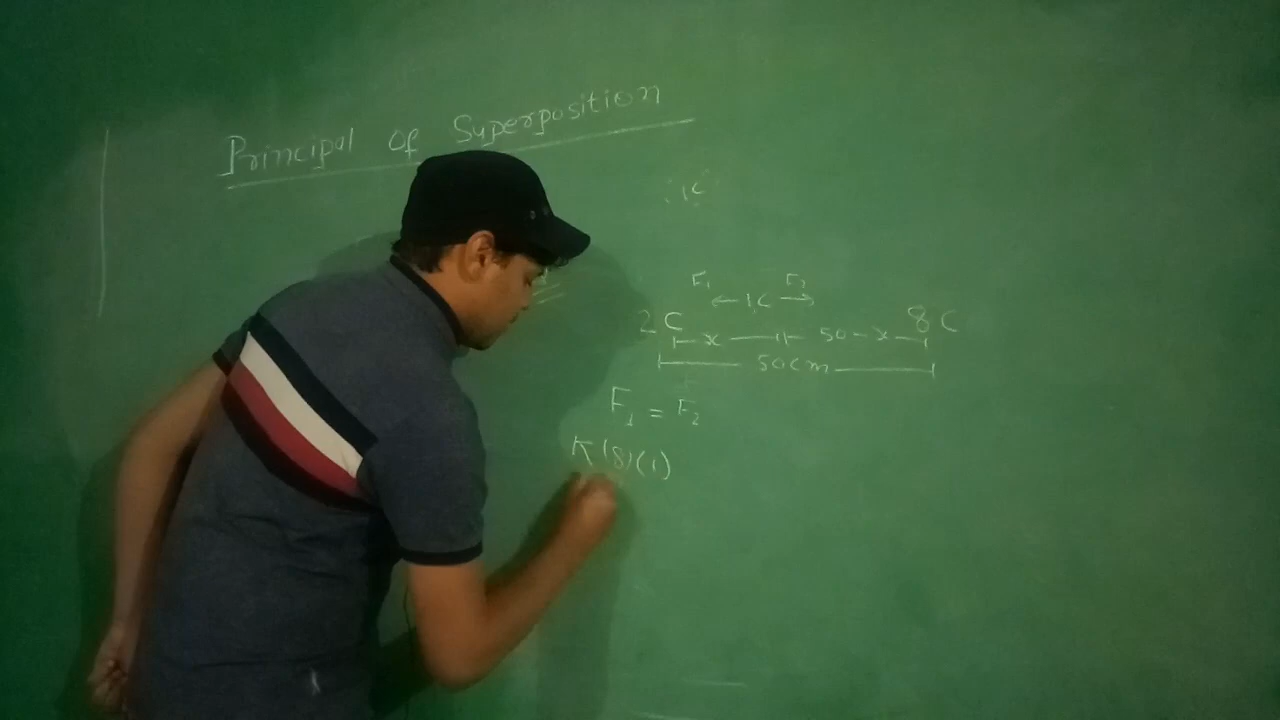 Principal of Superposition
1C
F1 F2
← 1C →
2C 8C
x 50-x
50cm
F1 = F2
K(8)(1)